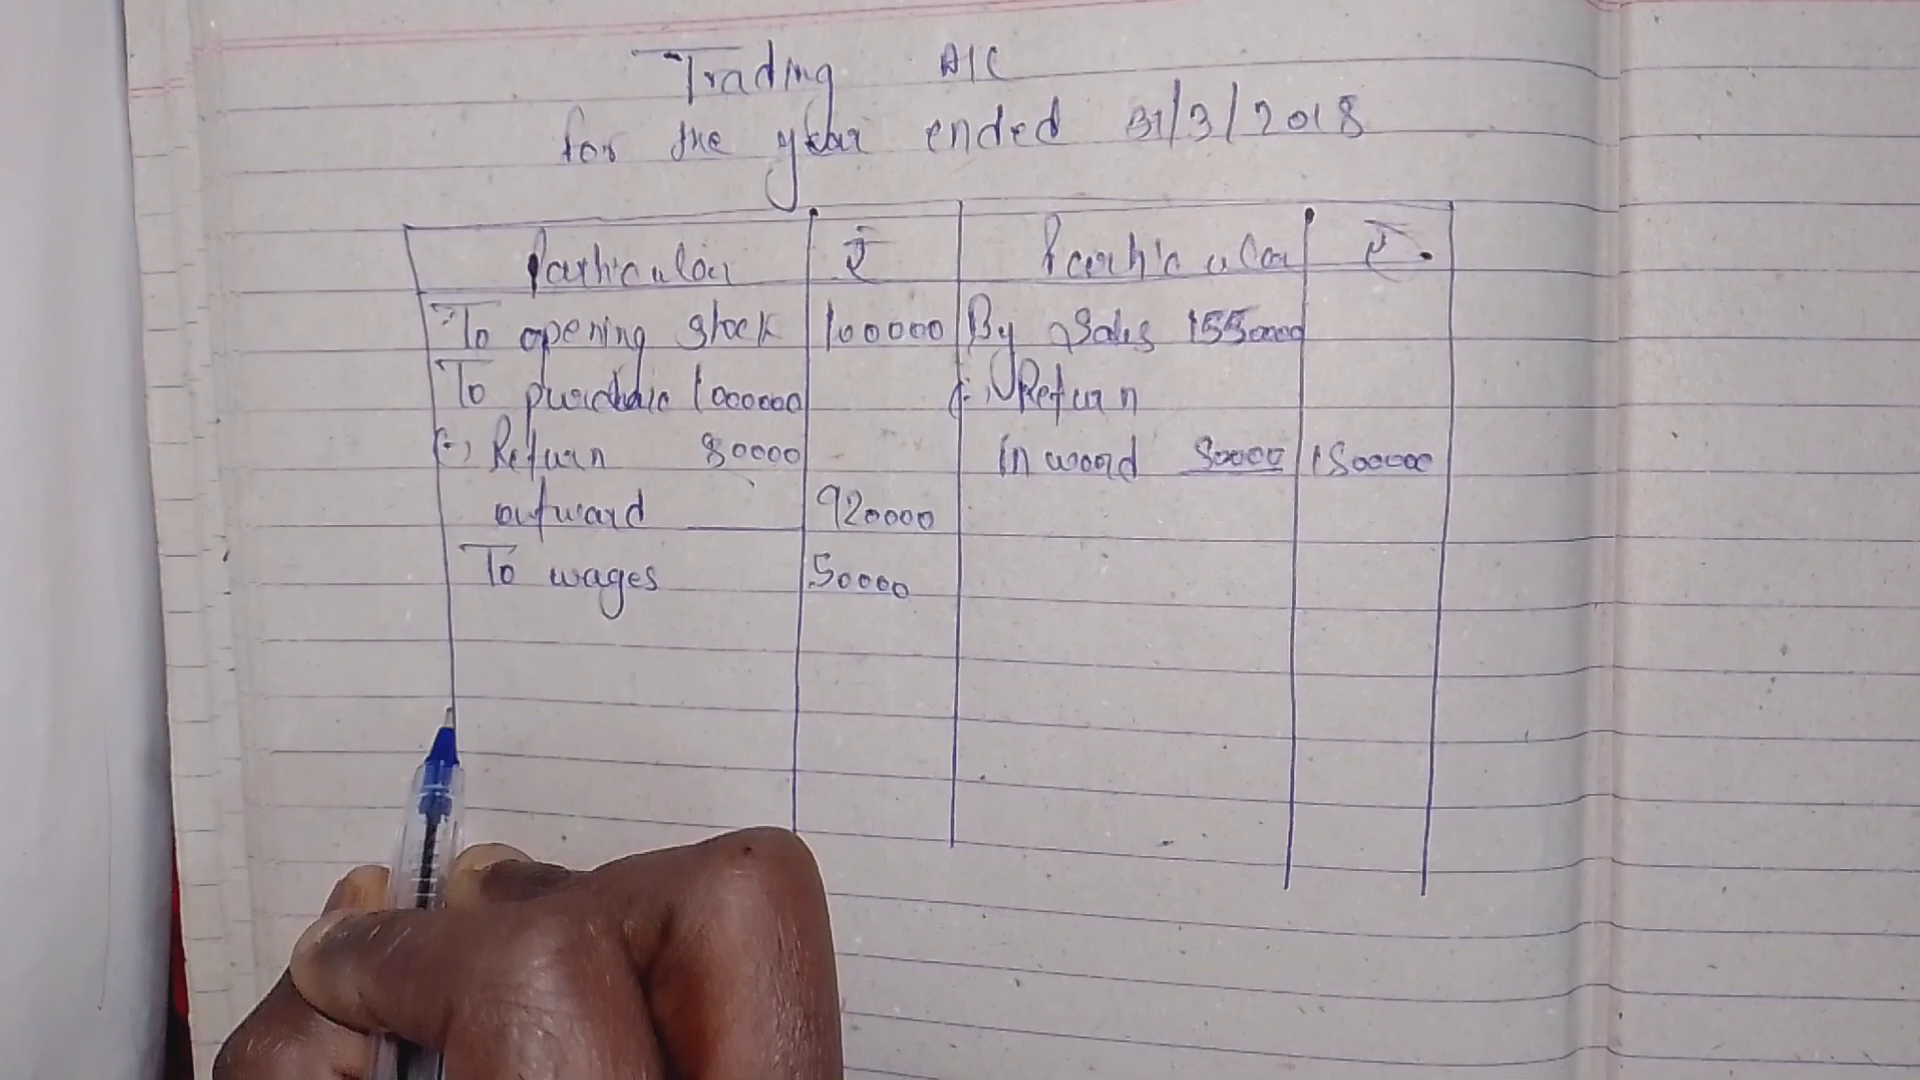 Trading A/C
for the year ended 31/3/2018
Particular ₹ Particular ₹
To opening stock 100000 By Sales 1550000
To purchase 1000000 (-) Return
(-) Return 80000 inward 50000 1500000
outward 920000
To wages 50000